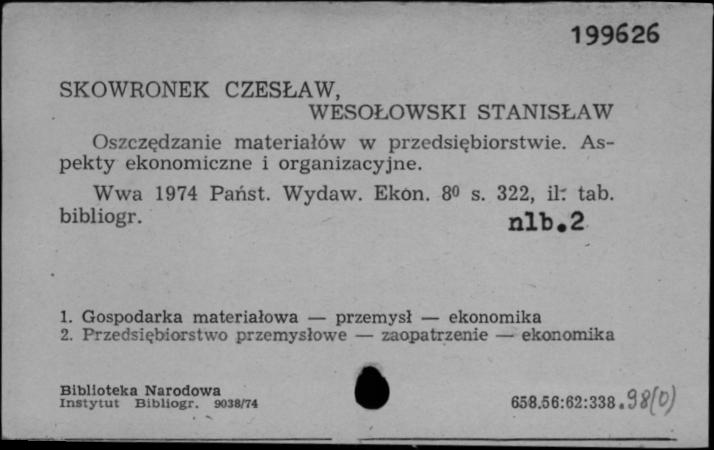 199626
SKOWRONEK CZESŁAW,
WESOŁOWSKI STANISŁAW
Oszczędzanie materiałów w przedsiębiorstwie. As-
pekty ekonomiczne i organizacyjne.
Wwa 1974 Państ. Wydaw. Ekon. 8⁰ s. 322, il. tab.
bibliogr.
nlb.2
1. Gospodarka materiałowa — przemysł — ekonomika
2. Przedsiębiorstwo przemysłowe — zaopatrzenie — ekonomika
Biblioteka Narodowa
Instytut Bibliogr. 9038/74
658.56:62:338.98(0)